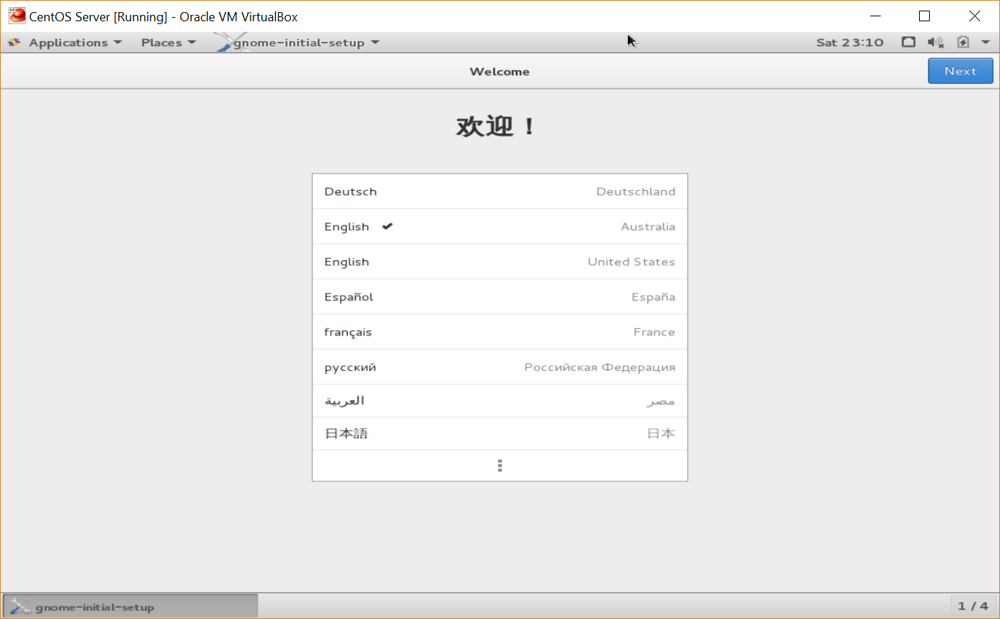 CentOS Server [Running] - Oracle VM VirtualBox
Applications Places gnome-initial-setup Sat 23:10
Welcome Next
欢迎！
Deutsch Deutschland
English Australia
English United States
Español España
français France
русский Российская Федерация
العربية مصر
日本語 日本
gnome-initial-setup 1 / 4